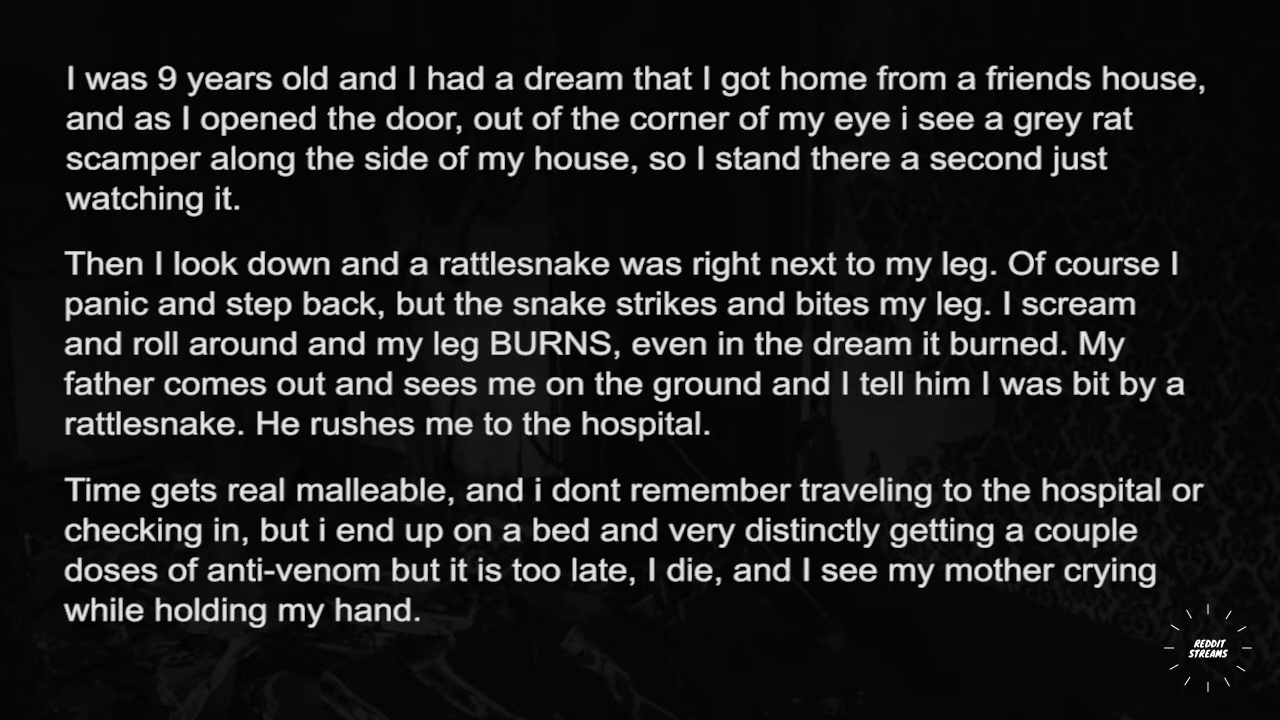 I was 9 years old and I had a dream that I got home from a friends house,
and as I opened the door, out of the corner of my eye i see a grey rat
scamper along the side of my house, so I stand there a second just
watching it.
Then I look down and a rattlesnake was right next to my leg. Of course I
panic and step back, but the snake strikes and bites my leg. I scream
and roll around and my leg BURNS, even in the dream it burned. My
father comes out and sees me on the ground and I tell him I was bit by a
rattlesnake. He rushes me to the hospital.
Time gets real malleable, and i dont remember traveling to the hospital or
checking in, but i end up on a bed and very distinctly getting a couple
doses of anti-venom but it is too late, I die, and I see my mother crying
while holding my hand.
REDDIT
STREAMS